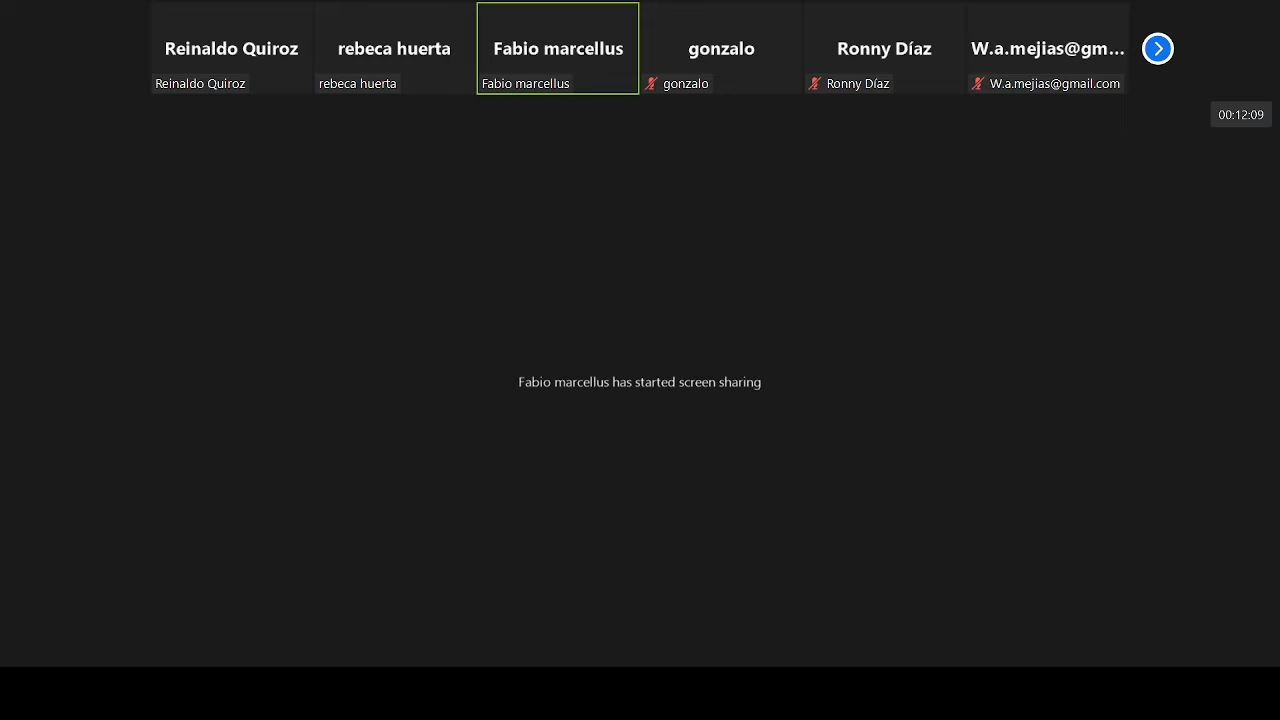 Reinaldo Quiroz
rebeca huerta
Fabio marcellus
gonzalo
Ronny Díaz
W.a.mejias@gm...
Reinaldo Quiroz
rebeca huerta
Fabio marcellus
gonzalo
Ronny Díaz
W.a.mejias@gmail.com
00:12:09
Fabio marcellus has started screen sharing